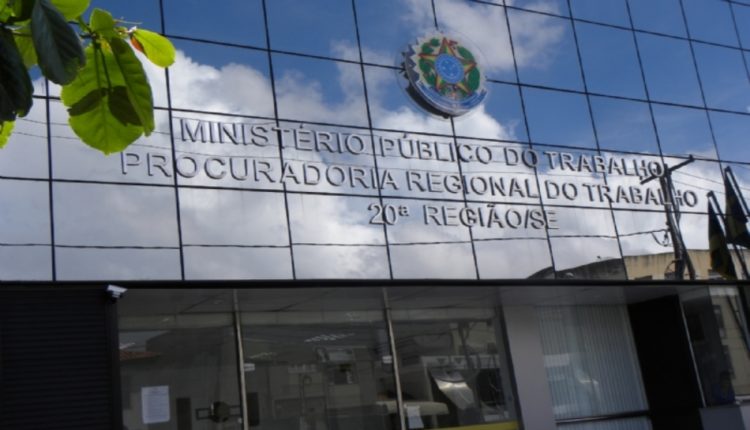 MINISTÉRIO PÚBLICO DO TRABALHO
PROCURADORIA REGIONAL DO TRABALHO
20ª REGIÃO/SE